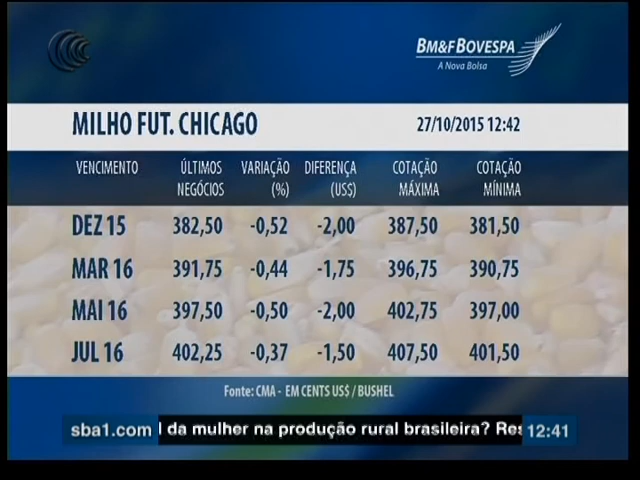 BM&FBOVESPA
A Nova Bolsa
MILHO FUT. CHICAGO 27/10/2015 12:42
VENCIMENTO ÚLTIMOS NEGÓCIOS VARIAÇÃO (%) DIFERENÇA (US$) COTAÇÃO MÁXIMA COTAÇÃO MÍNIMA
DEZ 15 382,50 -0,52 -2,00 387,50 381,50
MAR 16 391,75 -0,44 -1,75 396,75 390,75
MAI 16 397,50 -0,50 -2,00 402,75 397,00
JUL 16 402,25 -0,37 -1,50 407,50 401,50
Fonte: CMA - EM CENTS US$ / BUSHEL
sba1.com da mulher na produção rural brasileira? Res 12:41